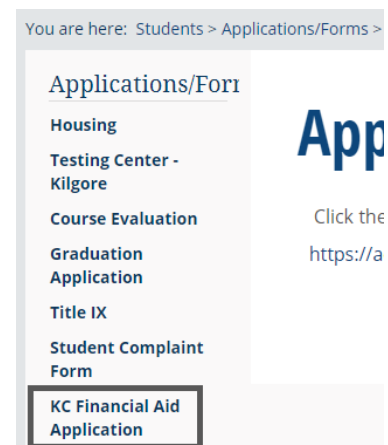 You are here: Students > Applications/Forms >
Applications/Forr
Housing
Testing Center -
Kilgore
Course Evaluation
Graduation
Application
Title IX
Student Complaint
Form
KC Financial Aid
Application
App
Click the
https://a